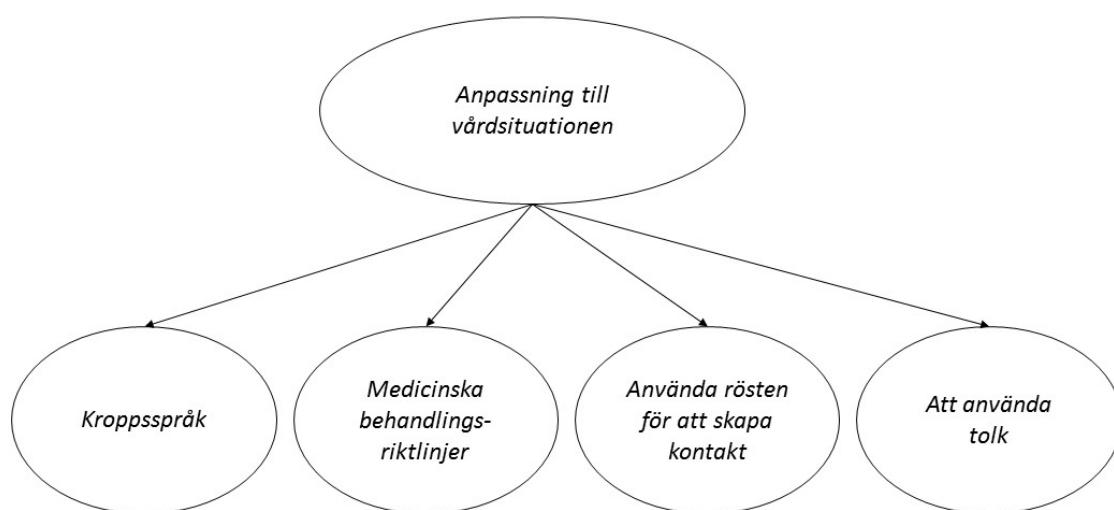 Anpassning till
vårdsituationen
Kroppsspråk
Medicinska
behandlings-
riktlinjer
Använda rösten
för att skapa
kontakt
Att använda
tolk